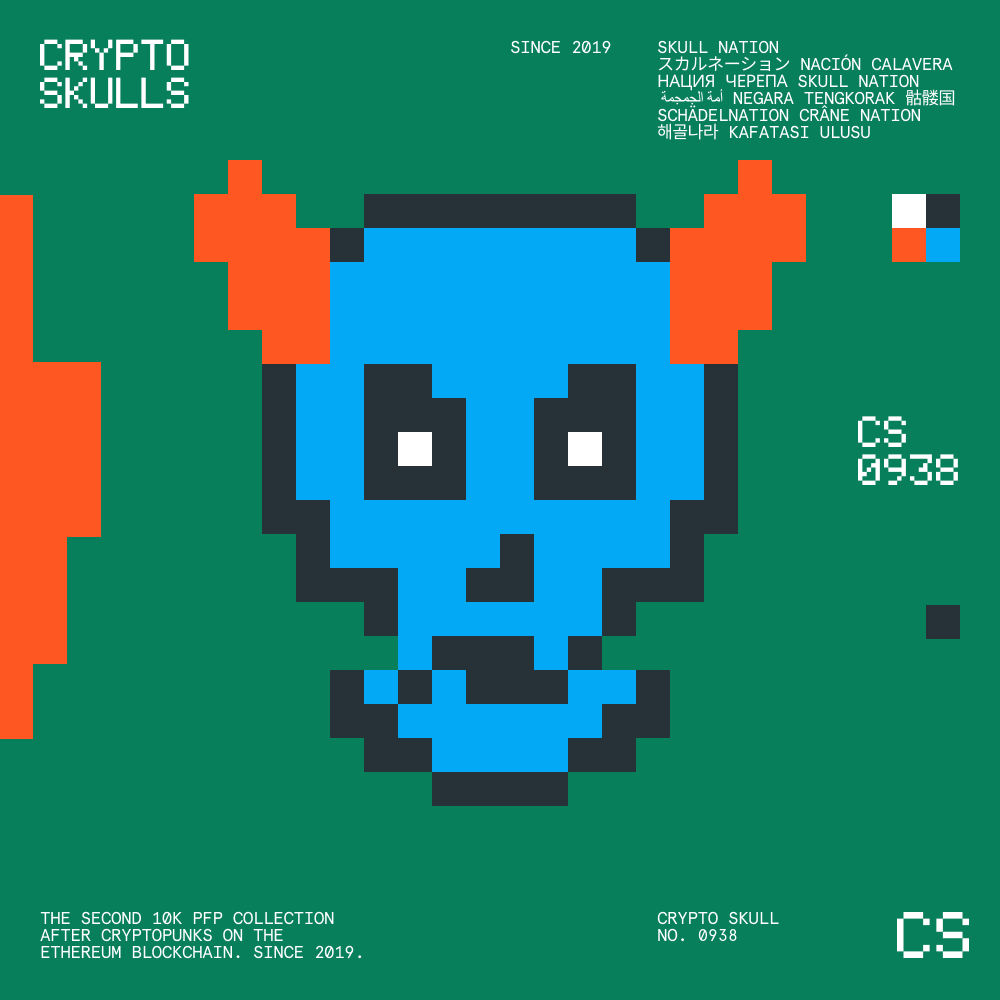 CRYPTO
SKULLS
SINCE 2019
SKULL NATION
スカルネーション NACIÓN CALAVERA
НАЦИЯ ЧЕРЕПА SKULL NATION
أمة الجمجمة NEGARA TENGKORAK 骷髅国
SCHÄDELNATION CRÂNE NATION
해골나라 KAFATASI ULUSU
CS
0938
THE SECOND 10K PFP COLLECTION
AFTER CRYPTOPUNKS ON THE
ETHEREUM BLOCKCHAIN. SINCE 2019.
CRYPTO SKULL
NO. 0938
CS